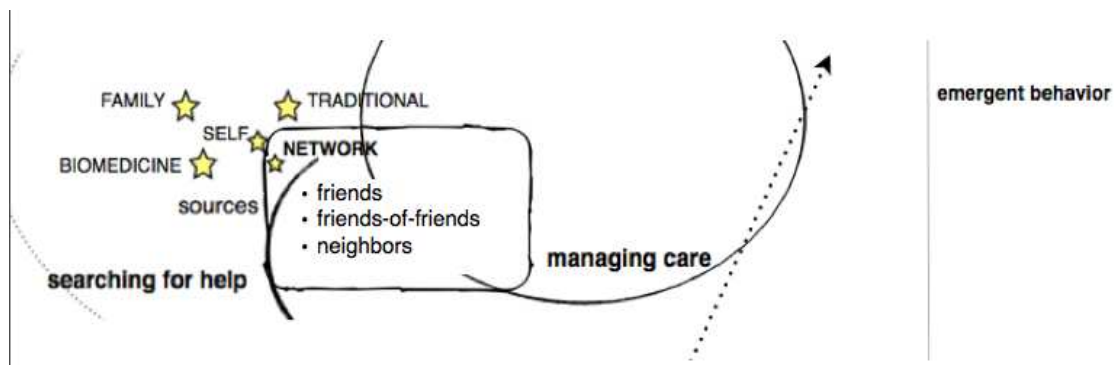 emergent behavior
FAMILY
TRADITIONAL
SELF
NETWORK
BIOMEDICINE
sources
• friends
• friends-of-friends
• neighbors
managing care
searching for help